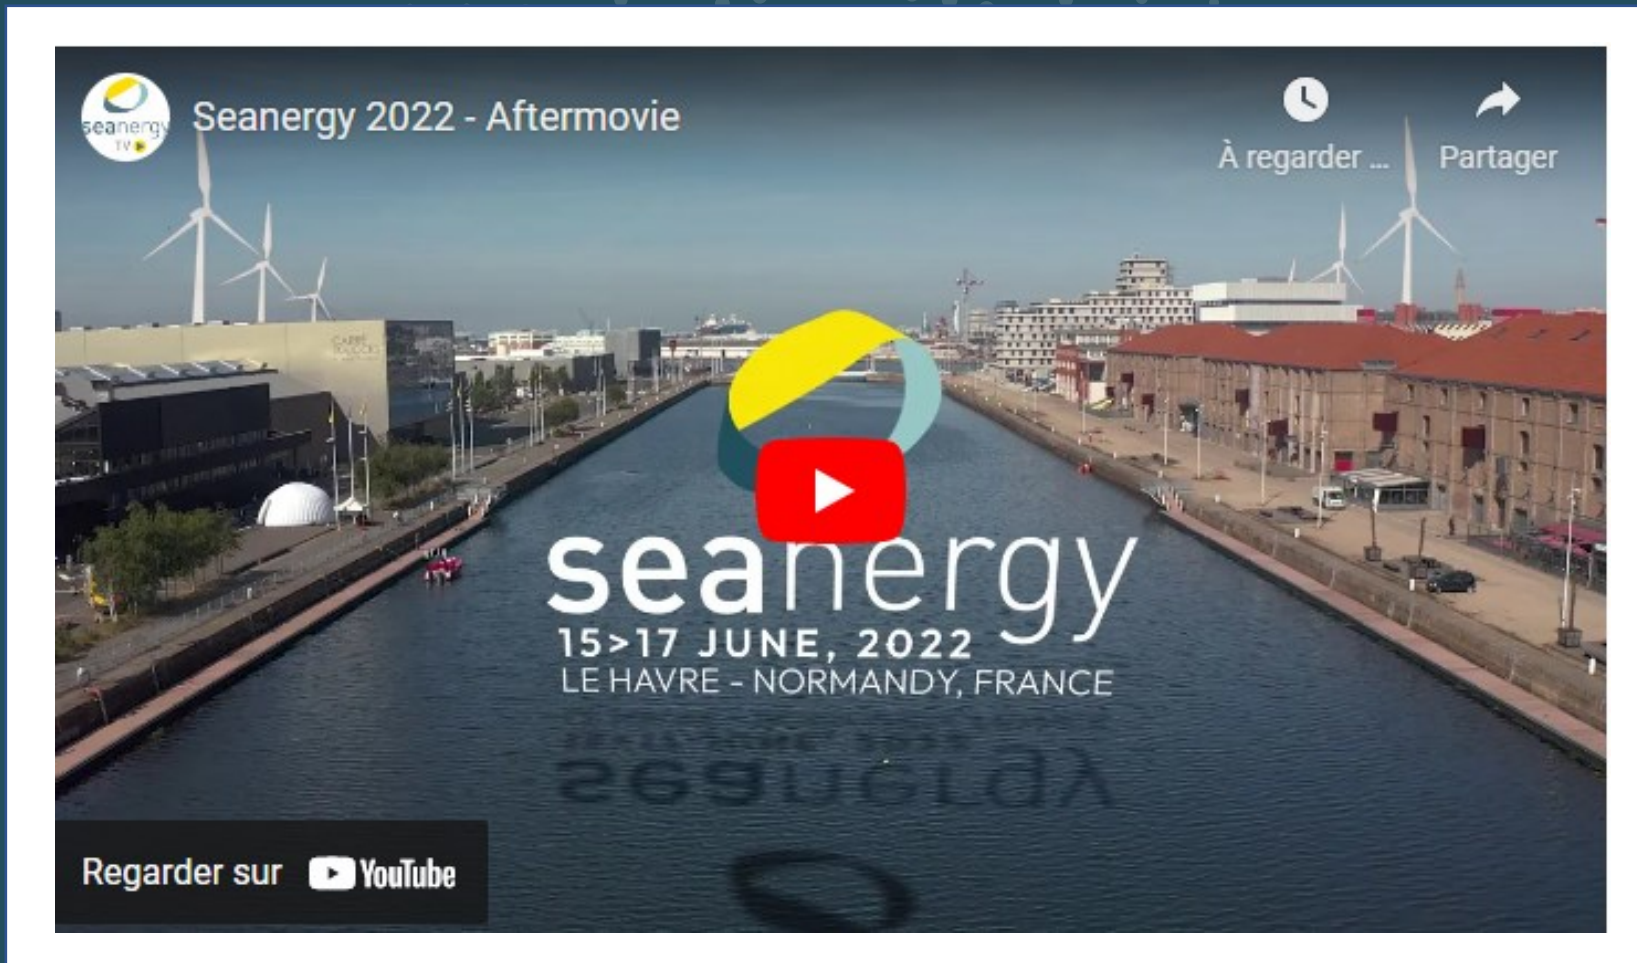 seanergy
TV
Seanergy 2022 - Aftermovie
À regarder ...
Partager
seanergy
15>17 JUNE, 2022
LE HAVRE - NORMANDY, FRANCE
Regarder sur YouTube